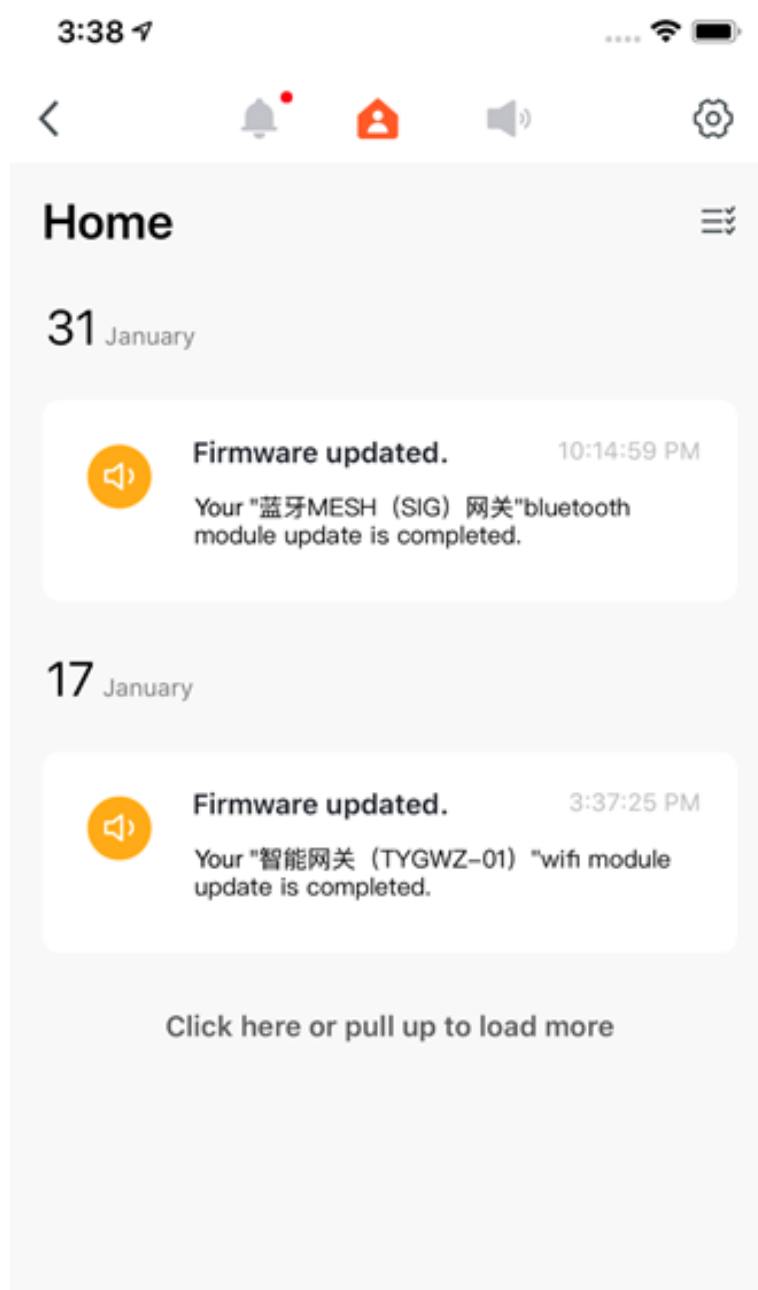 3:38
Home
31 January
Firmware updated. 10:14:59 PM
Your "蓝牙MESH（SIG）网关"bluetooth
module update is completed.
17 January
Firmware updated. 3:37:25 PM
Your "智能网关（TYGWZ-01）"wifi module
update is completed.
Click here or pull up to load more